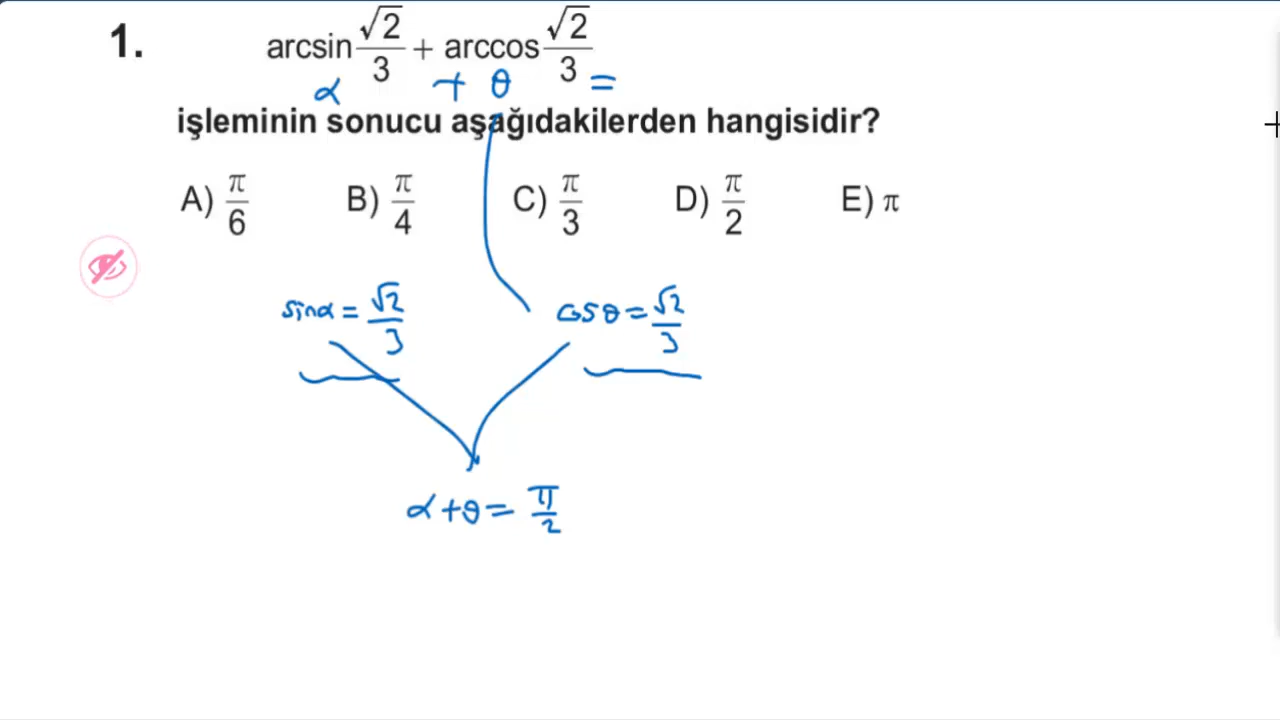 1. arcsin √2/3 + arccos √2/3
α + θ =
işleminin sonucu aşağıdakilerden hangisidir?
A) π/6 B) π/4 C) π/3 D) π/2 E) π
sinα = √2/3 cosθ = √2/3
α + θ = π/2